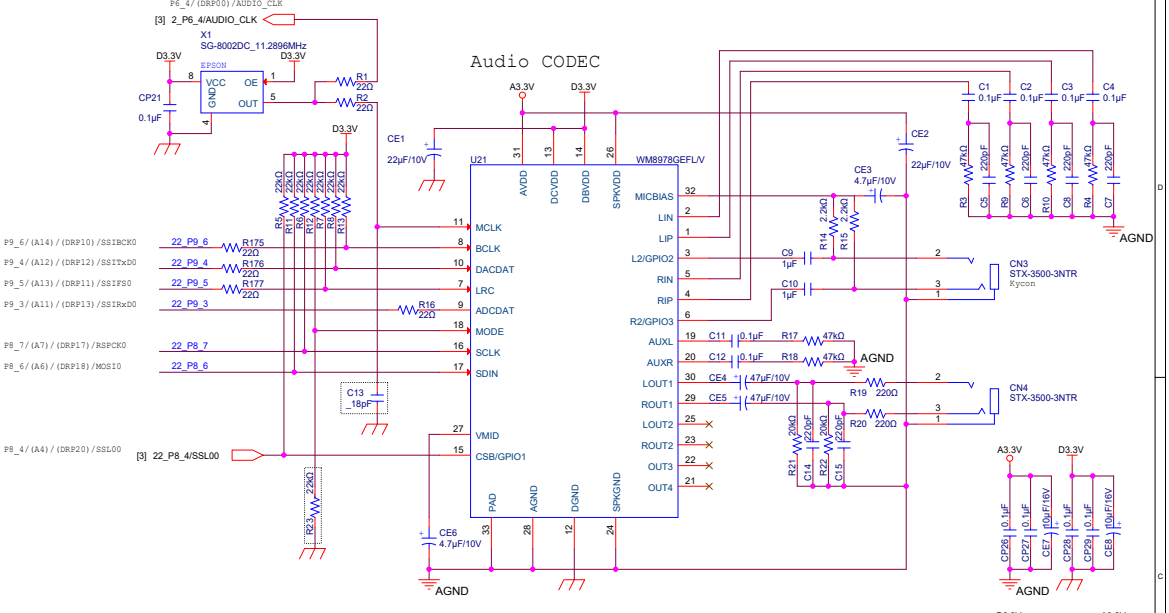 P6_4/(DRP00)/AUDIO_CLK
[3] 2_P6_4/AUDIO_CLK
X1
SG-8002DC_11.2896MHz
D3.3V
D3.3V
EPSON
8
VCC
OE
1
GND
OUT
5
4
CP21
0.1µF
R1
22Ω
R2
22Ω
Audio CODEC
A3.3V
D3.3V
CE1
22µF/10V
CE2
22µF/10V
D3.3V
22kΩ
22kΩ
22kΩ
22kΩ
22kΩ
22kΩ
22kΩ
R5
R11
R6
R12
R7
R8
R13
U21
WM8978GEFL/V
31
13
14
26
AVDD
DCVDD
DBVDD
SPKVDD
11
MCLK
8
BCLK
10
DACDAT
7
LRC
9
ADCDAT
18
MODE
16
SCLK
17
SDIN
27
VMID
15
CSB/GPIO1
MICBIAS
32
LIN
2
LIP
1
L2/GPIO2
3
RIN
5
RIP
4
R2/GPIO3
6
AUXL
19
AUXR
20
LOUT1
30
ROUT1
29
LOUT2
25
ROUT2
23
OUT3
22
OUT4
21
PAD
AGND
DGND
SPKGND
33
28
12
24
P9_6/(A14)/(DRP10)/SSIBCK0
22_P9_6
R175
22Ω
P9_4/(A12)/(DRP12)/SSITxD0
22_P9_4
R176
22Ω
P9_5/(A13)/(DRP11)/SSIFS0
22_P9_5
R177
22Ω
P9_3/(A11)/(DRP13)/SSIRxD0
22_P9_3
R16
22Ω
P8_7/(A7)/(DRP17)/RSPCK0
22_P8_7
P8_6/(A6)/(DRP18)/MOSI0
22_P8_6
C13
_18pF
P8_4/(A4)/(DRP20)/SSL00
[3] 22_P8_4/SSL00
22kΩ
R23
CE6
4.7µF/10V
AGND
C1
0.1µF
C2
0.1µF
C3
0.1µF
C4
0.1µF
47kΩ
220pF
47kΩ
220pF
47kΩ
220pF
47kΩ
220pF
R3
C5
R9
C6
R10
C8
R4
C7
AGND
CE3
4.7µF/10V
2.2kΩ
2.2kΩ
R14
R15
C9
1µF
C10
1µF
2
3
1
CN3
STX-3500-3NTR
Kycon
C11
0.1µF
R17
47kΩ
C12
0.1µF
R18
47kΩ
AGND
CE4
47µF/10V
CE5
47µF/10V
R19
220Ω
R20
220Ω
2
3
1
CN4
STX-3500-3NTR
20kΩ
220pF
20kΩ
220pF
R21
C14
R22
C15
A3.3V
D3.3V
0.1µF
0.1µF
10µF/16V
0.1µF
0.1µF
10µF/16V
CP26
CP27
CE7
CP28
CP29
CE8
AGND
D
C